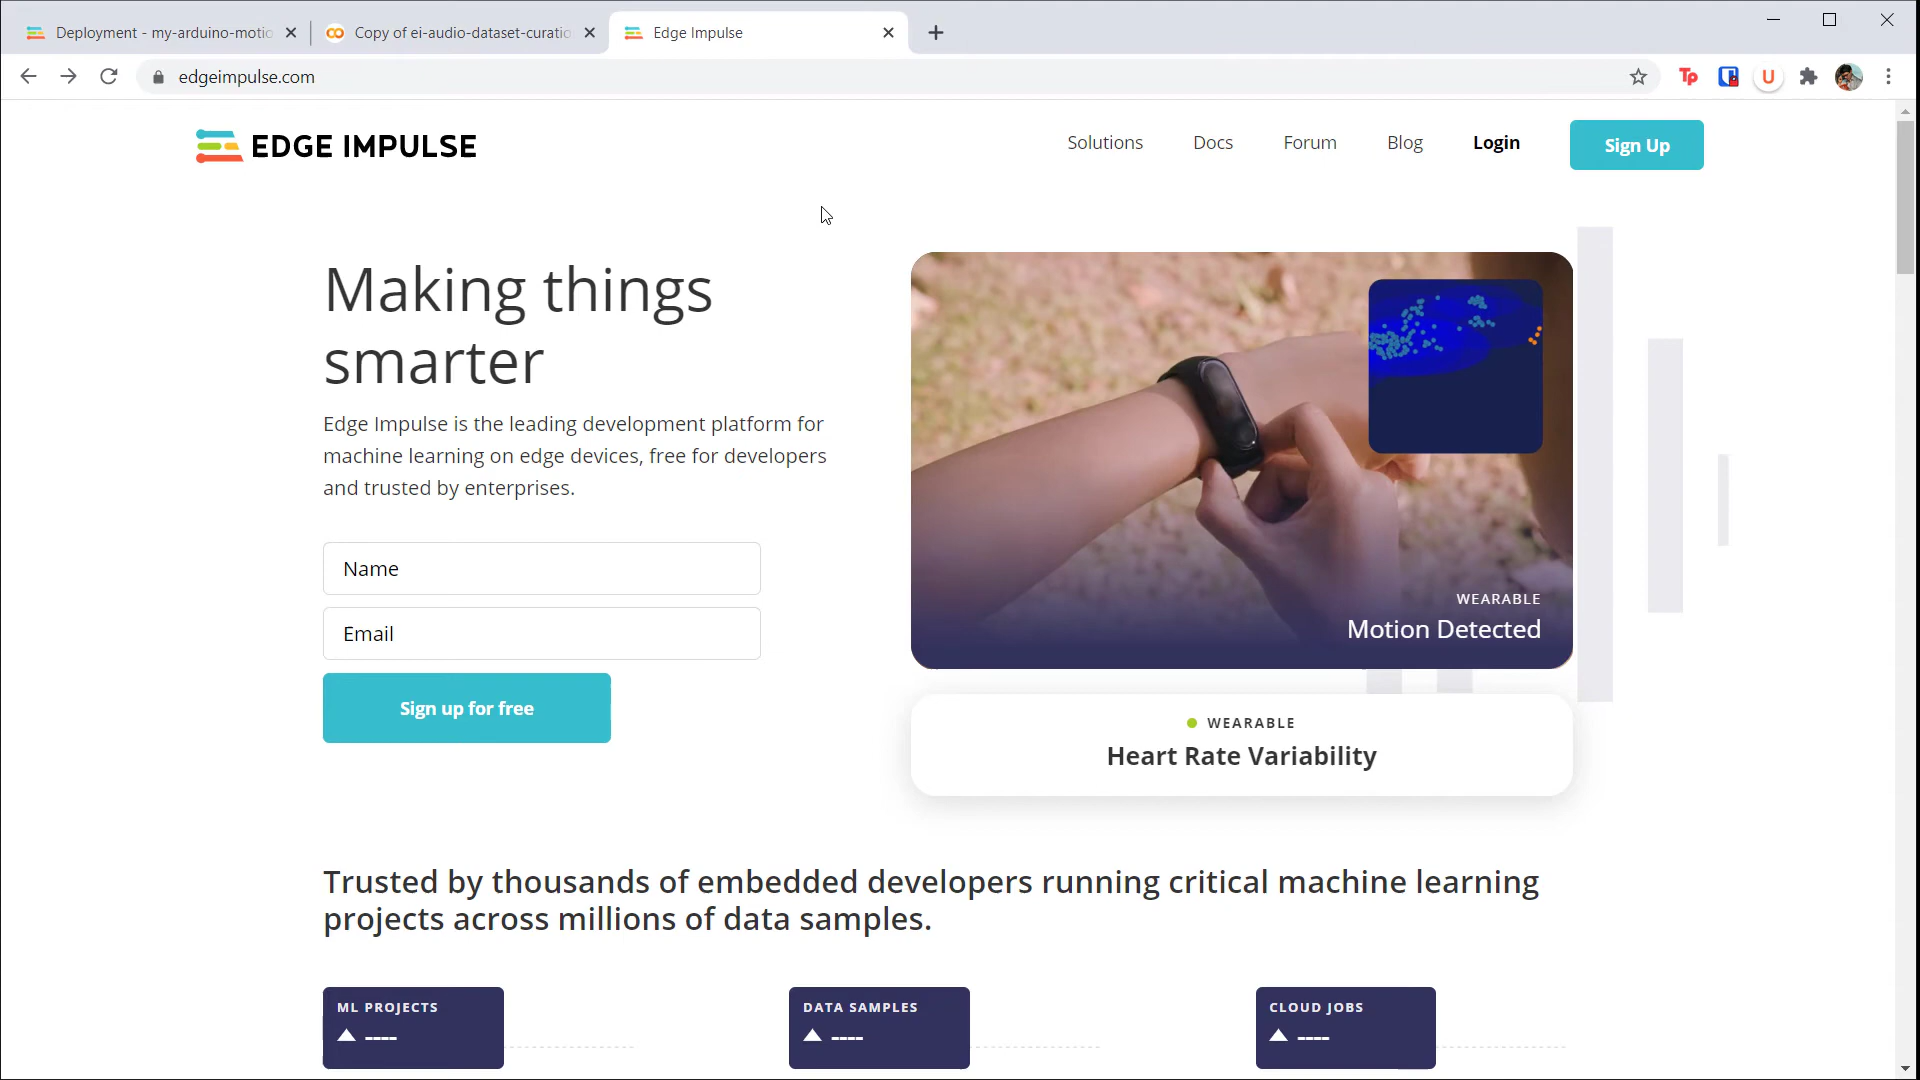 Deployment - my-arduino-motio
Copy of ei-audio-dataset-curatio
Edge Impulse
edgeimpulse.com
Tp
U
EDGE IMPULSE
Solutions
Docs
Forum
Blog
Login
Sign Up
Making things
smarter
Edge Impulse is the leading development platform for
machine learning on edge devices, free for developers
and trusted by enterprises.
Name
Email
Sign up for free
WEARABLE
Motion Detected
WEARABLE
Heart Rate Variability
Trusted by thousands of embedded developers running critical machine learning
projects across millions of data samples.
ML PROJECTS
----
DATA SAMPLES
----
CLOUD JOBS
----